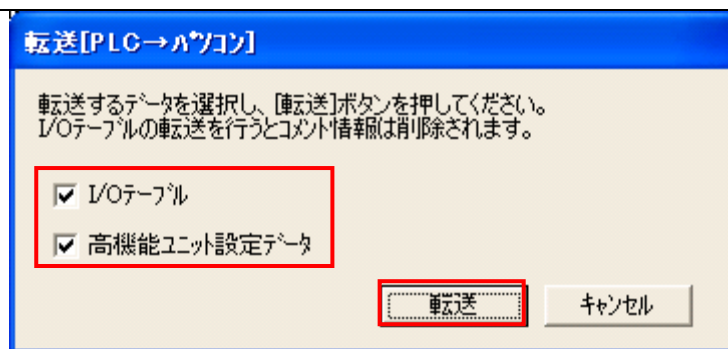 転送[PLC→ﾊﾟｿｺﾝ]
転送するﾃﾞｰﾀを選択し、[転送]ﾎﾞﾀﾝを押してください。
I/Oﾃｰﾌﾞﾙの転送を行うとｺﾒﾝﾄ情報は削除されます。
I/Oﾃｰﾌﾞﾙ
高機能ﾕﾆｯﾄ設定ﾃﾞｰﾀ
転送
ｷｬﾝｾﾙ